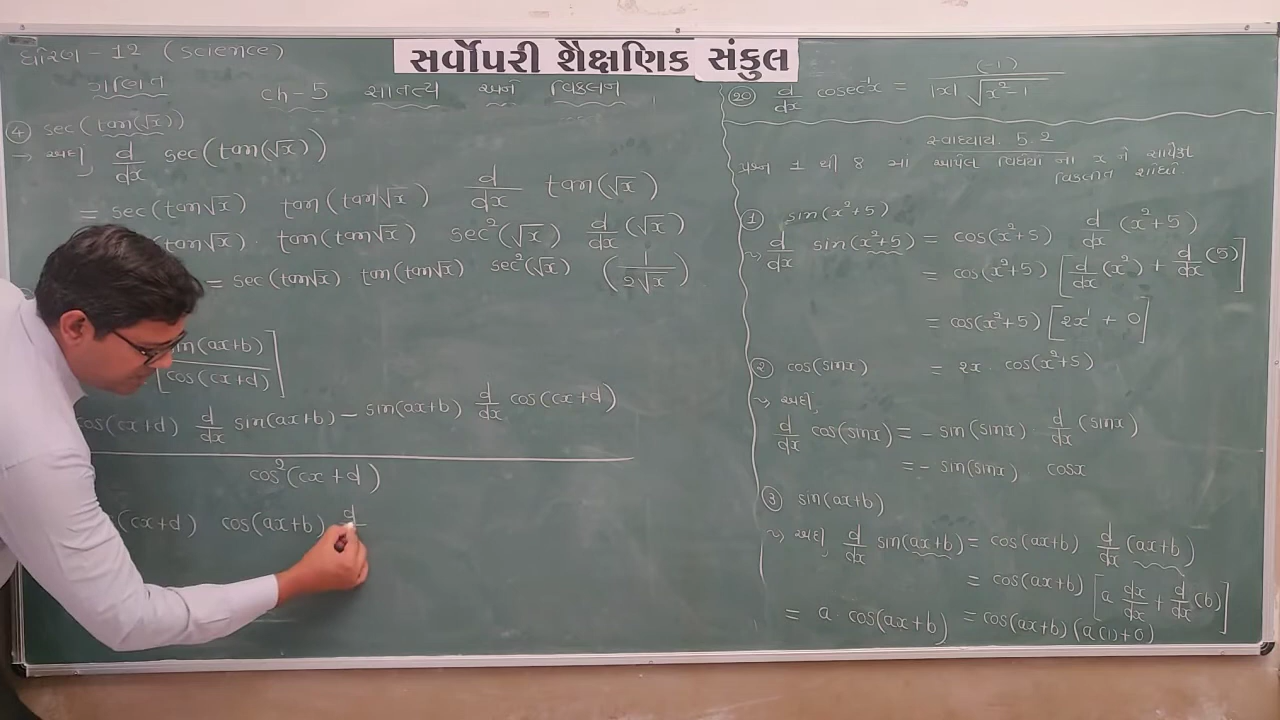 સર્વોપરી શૈક્ષણિક સંકુલ
ધોરણ - 12 (science)
ગણિત ch-5 સાતત્ય અને વિકલન
④ sec(tan(√x))
→ અહીં, d/dx sec(tan(√x))
= sec(tan√x) tan(tan√x) d/dx tan(√x)
tan√x) · tan(tan√x) sec²(√x) d/dx (√x)
= sec(tan√x) tan(tan√x) sec²(√x) (1/2√x)
in(ax+b)
cos(cx+d)
cos(cx+d) d/dx sin(ax+b) - sin(ax+b) d/dx cos(cx+d)
cos²(cx+d)
(cx+d) cos(ax+b) d
⑳ d/dx cosec⁻¹x = (-1)/|x|√x²-1
સ્વાધ્યાય 5.2
પ્રશ્ન 1 થી 8 માં આપેલ વિધેયો ના x ને સાપેક્ષ
વિકલીત શોધો.
① sin(x²+5)
d/dx sin(x²+5) = cos(x²+5) d/dx (x²+5)
= cos(x²+5) [d/dx (x²) + d/dx (5)]
= cos(x²+5) [2x¹ + 0]
= 2x · cos(x²+5)
② cos(sinx)
અહીં,
d/dx cos(sinx) = - sin(sinx) · d/dx (sinx)
= - sin(sinx) cosx
③ sin(ax+b)
અહીં, d/dx sin(ax+b) = cos(ax+b) d/dx (ax+b)
= cos(ax+b) [a dx/dx + d/dx (b)]
= cos(ax+b) (a(1)+0)
= a · cos(ax+b)